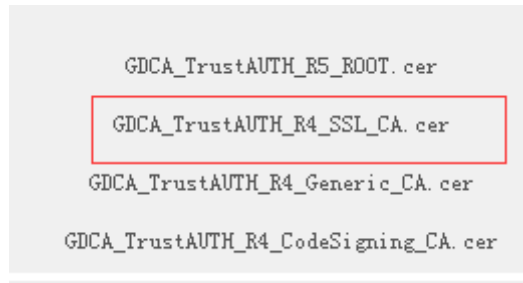 GDCA_TrustAUTH_R5_ROOT.cer
GDCA_TrustAUTH_R4_SSL_CA.cer
GDCA_TrustAUTH_R4_Generic_CA.cer
GDCA_TrustAUTH_R4_CodeSigning_CA.cer